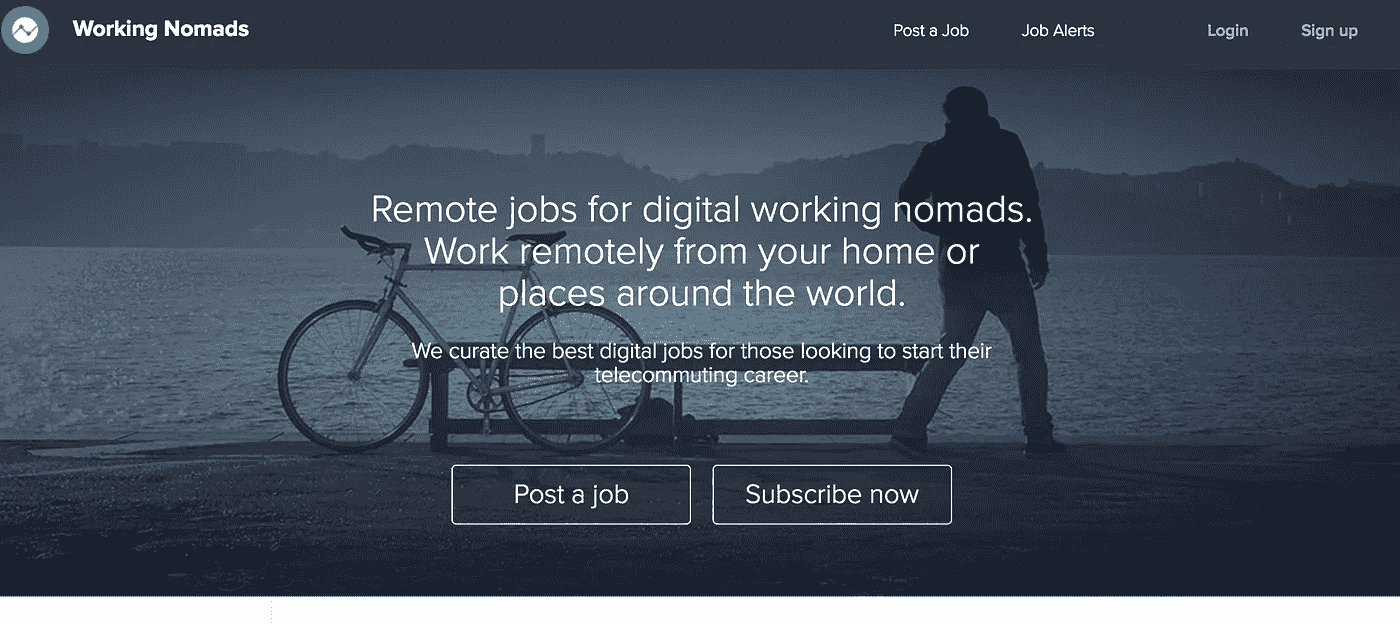 Working Nomads
Post a Job
Job Alerts
Login
Sign up
Remote jobs for digital working nomads.
Work remotely from your home or
places around the world.
We curate the best digital jobs for those looking to start their
telecommuting career.
Post a job
Subscribe now